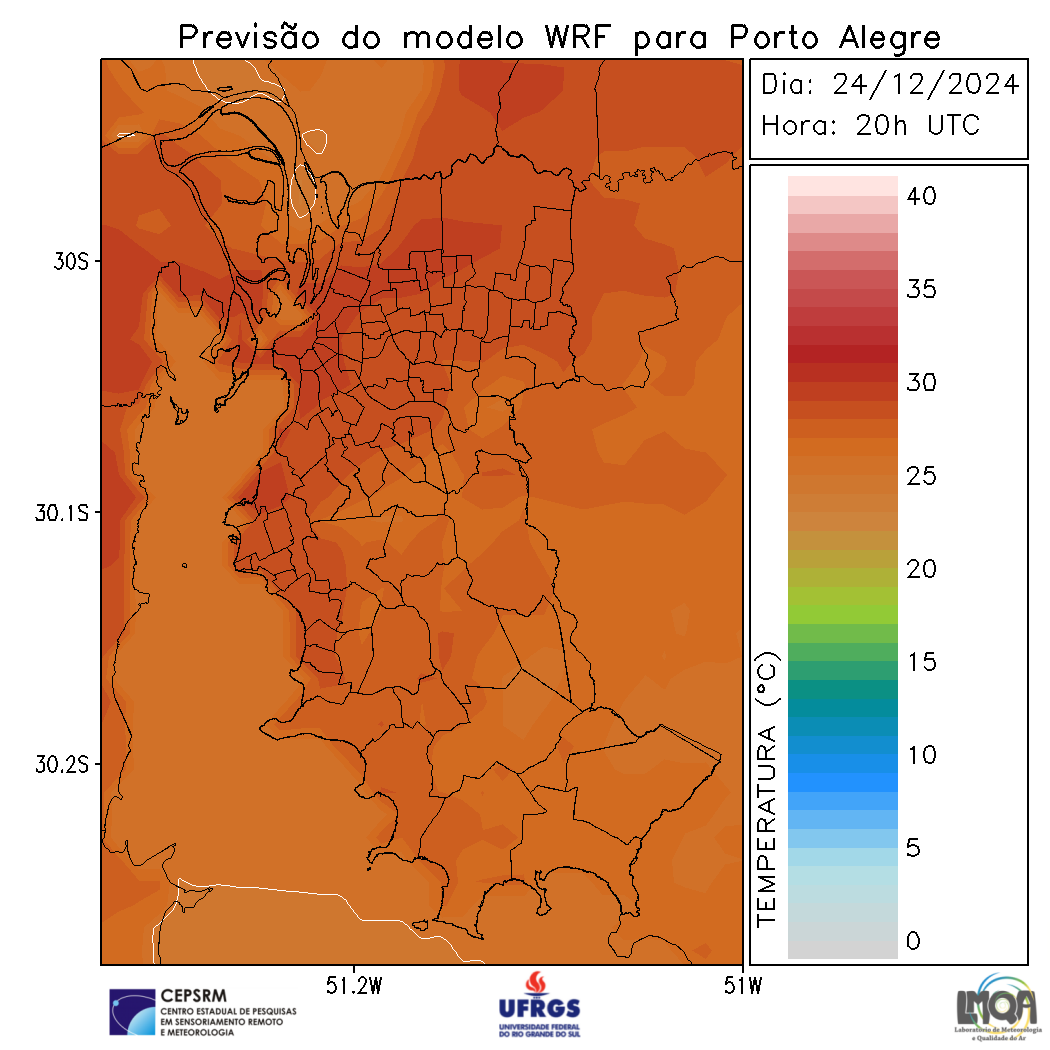 Previsão do modelo WRF para Porto Alegre
Dia: 24/12/2024
Hora: 20h UTC
40
35
30
25
20
15
10
5
0
TEMPERATURA (°C)
30S
30.1S
30.2S
51.2W
51W
CEPSRM
CENTRO ESTADUAL DE PESQUISAS
EM SENSORIAMENTO REMOTO
E METEOROLOGIA
UFRGS
UNIVERSIDADE FEDERAL
DO RIO GRANDE DO SUL
LMQA
Laboratório de Meteorologia
e Qualidade do Ar